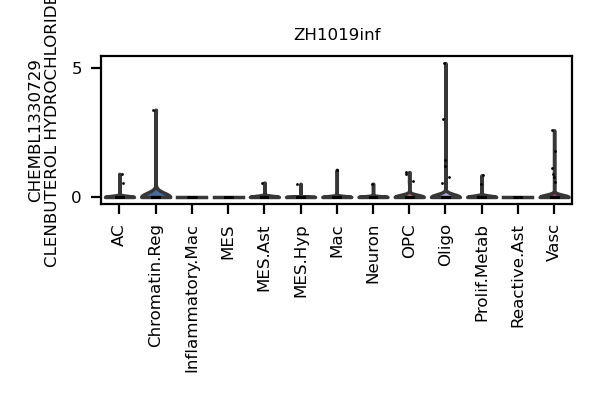 ZH1019inf
CHEMBL1330729
CLENBUTEROL HYDROCHLORIDE
5
0
AC
Chromatin.Reg
Inflammatory.Mac
MES
MES.Ast
MES.Hyp
Mac
Neuron
OPC
Oligo
Prolif.Metab
Reactive.Ast
Vasc